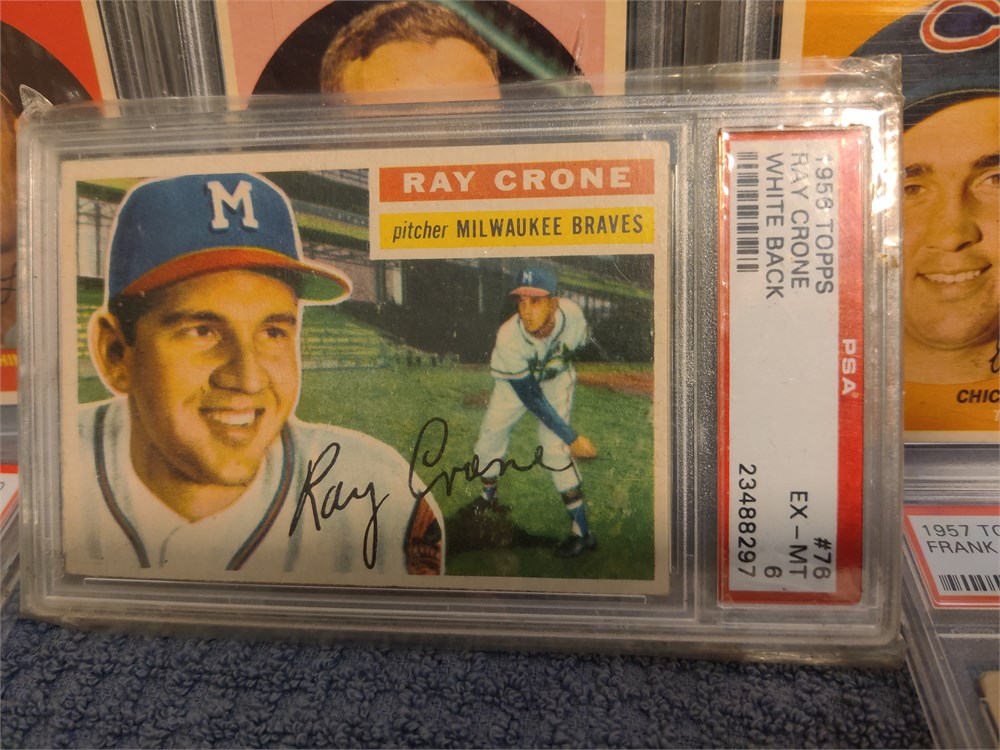 RAY CRONE
pitcher MILWAUKEE BRAVES
M
M
Ray Crone
1956 TOPPS #76
RAY CRONE EX-MT
WHITE BACK 6
23488297
PSA
C
CHIC
1957 TO
FRANK